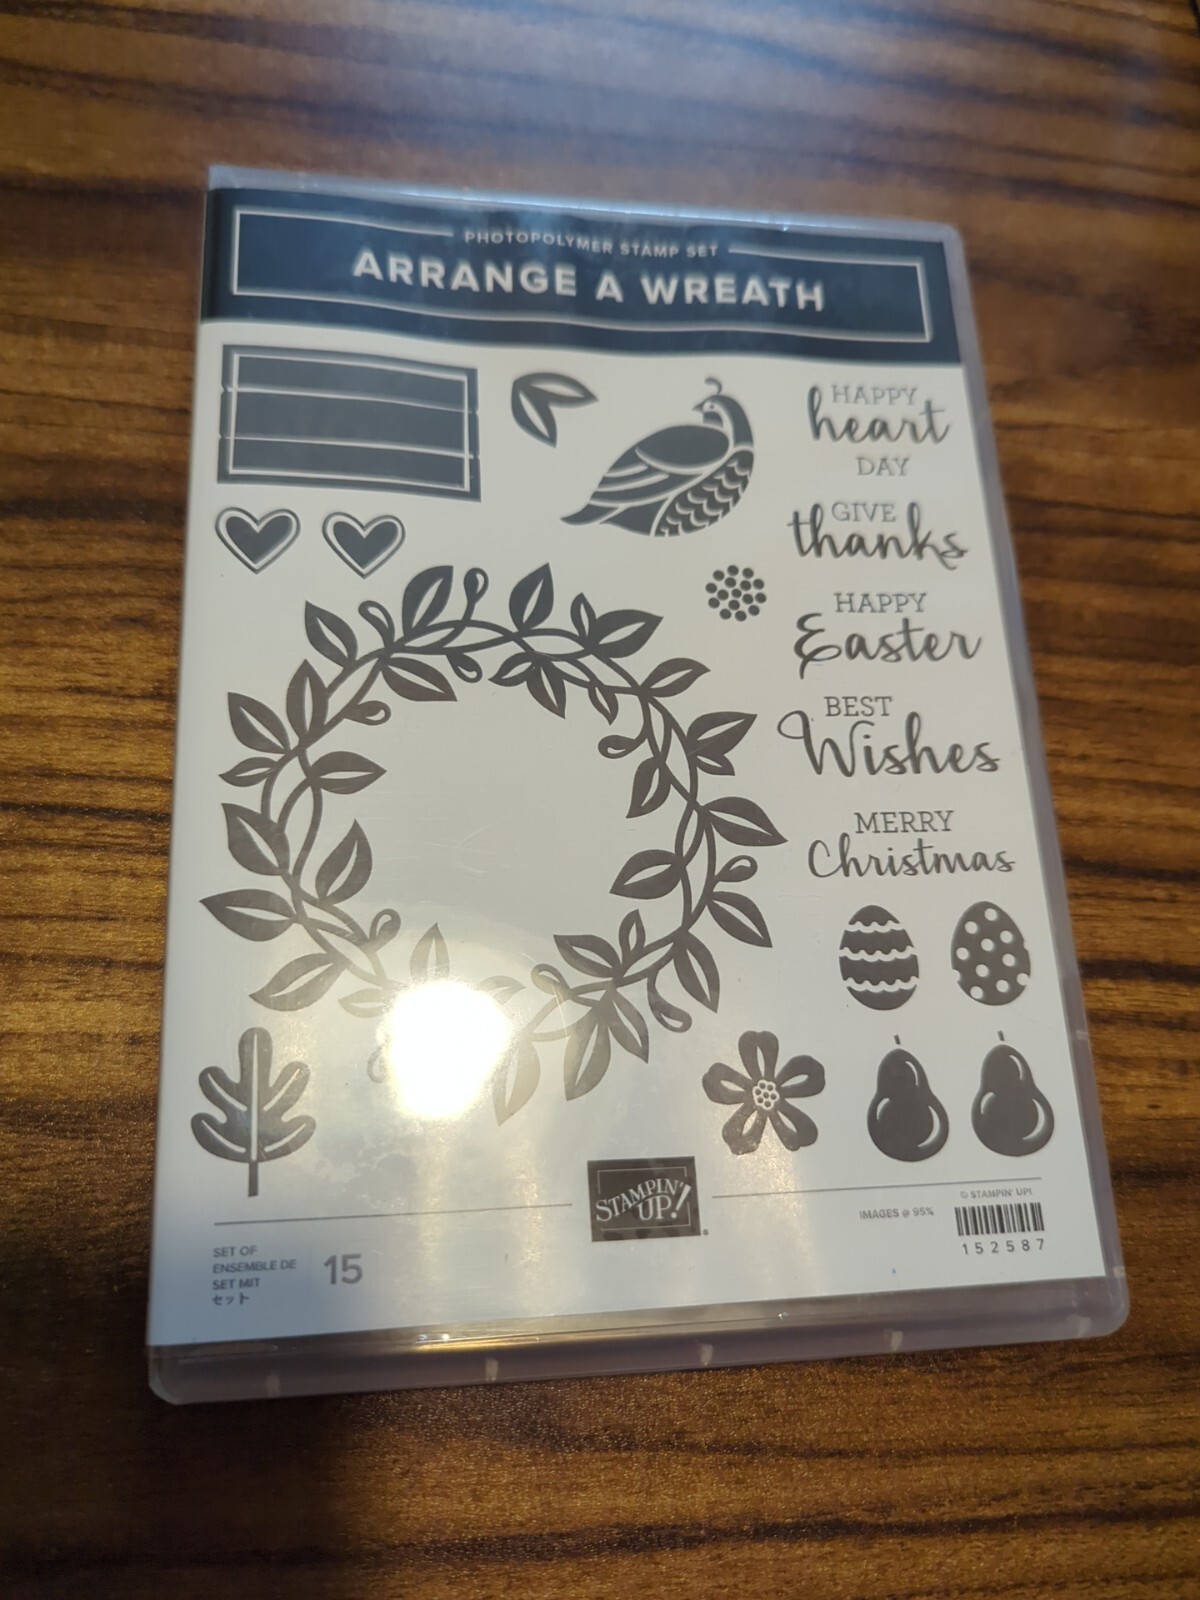 PHOTOPOLYMER STAMP SET
ARRANGE A WREATH
HAPPY
heart
DAY
GIVE
thanks
HAPPY
Easter
BEST
Wishes
MERRY
Christmas
STAMPIN'
UP!
© STAMPIN' UP!
IMAGES @ 95%
152587
SET OF
ENSEMBLE DE
SET MIT
セット
15